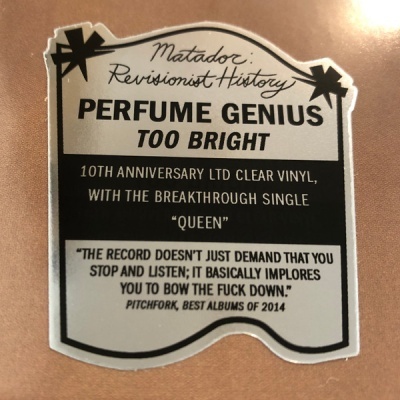 Matador:
Revisionist History
PERFUME GENIUS
TOO BRIGHT
10TH ANNIVERSARY LTD CLEAR VINYL,
WITH THE BREAKTHROUGH SINGLE
“QUEEN”
“THE RECORD DOESN’T JUST DEMAND THAT YOU
STOP AND LISTEN; IT BASICALLY IMPLORES
YOU TO BOW THE FUCK DOWN.”
PITCHFORK, BEST ALBUMS OF 2014